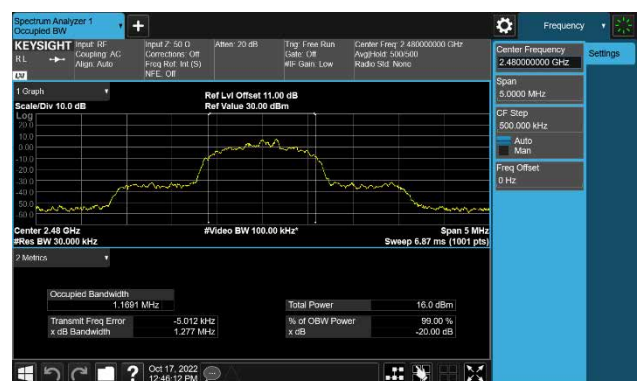 Spectrum Analyzer 1
Occupied BW
+
Frequency
KEYSIGHT
RL
LXI
Input: RF
Coupling: AC
Align: Auto
Input Z: 50 Ω
Corrections: Off
Freq Ref: Int (S)
NFE: Off
Atten: 20 dB
Trig: Free Run
Gate: Off
#IF Gain: Low
Center Freq: 2.480000000 GHz
Avg|Hold: 500/500
Radio Std: None
Center Frequency
2.480000000 GHz
Settings
Span
5.0000 MHz
CF Step
500.000 kHz
Auto
Man
Freq Offset
0 Hz
1 Graph
Scale/Div 10.0 dB
Ref Lvl Offset 11.00 dB
Ref Value 30.00 dBm
Log
20.0
10.0
0.00
-10.0
-20.0
-30.0
-40.0
-50.0
-60.0
Center 2.48 GHz
#Res BW 30.000 kHz
#Video BW 100.00 kHz*
Span 5 MHz
Sweep 6.87 ms (1001 pts)
2 Metrics
Occupied Bandwidth
1.1691 MHz
Total Power 16.0 dBm
Transmit Freq Error -5.012 kHz
x dB Bandwidth 1.277 MHz
% of OBW Power 99.00 %
x dB -20.00 dB
?
Oct 17, 2022
12:46:12 PM